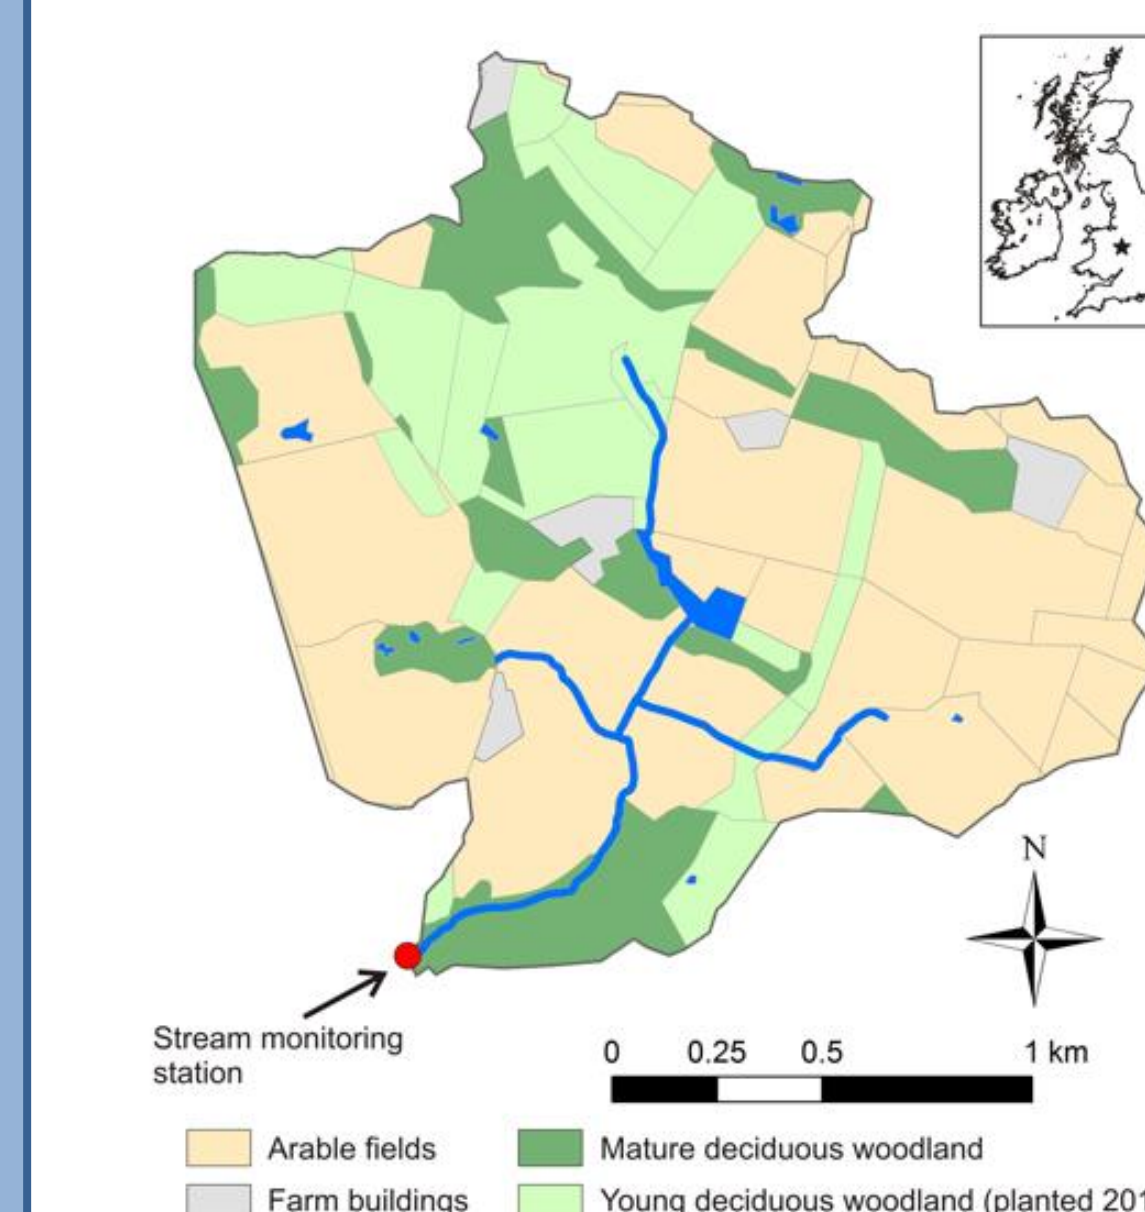 N
Stream monitoring
station
0 0.25 0.5 1 km
Arable fields
Mature deciduous woodland
Farm buildings
Young deciduous woodland (planted 201